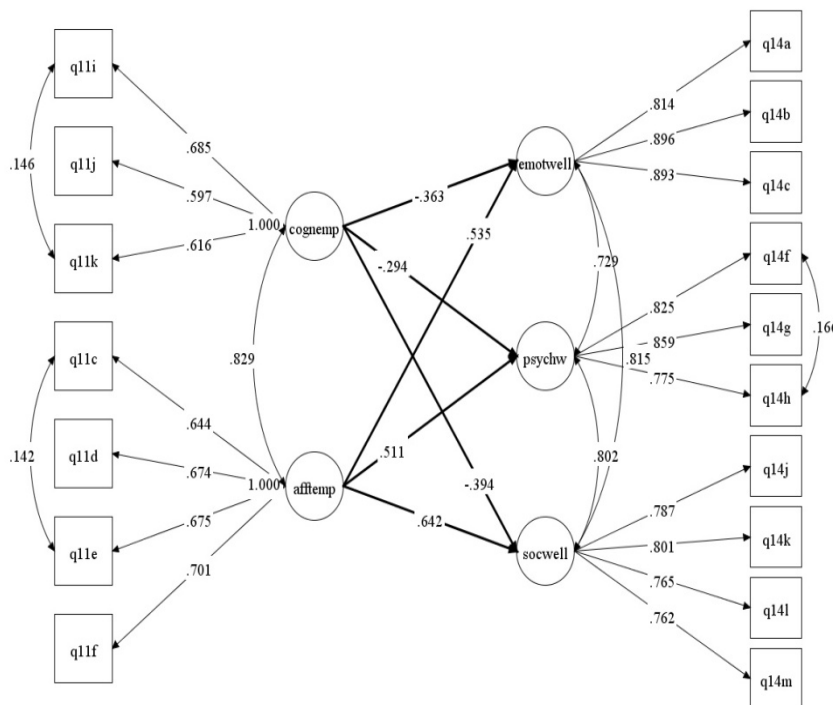 q11i
q11j
q11k
q11c
q11d
q11e
q11f
.146
.142
.685
.597
.616
1.000
cognemp
.829
.644
.674
.675
.701
1.000
afftemp
-.363
-.294
.535
.511
-.394
.642
emotwell
psychw
socwell
.729
.815
.802
.814
.896
.893
.825
.859
.775
.787
.801
.765
.762
q14a
q14b
q14c
q14f
q14g
q14h
q14j
q14k
q14l
q14m